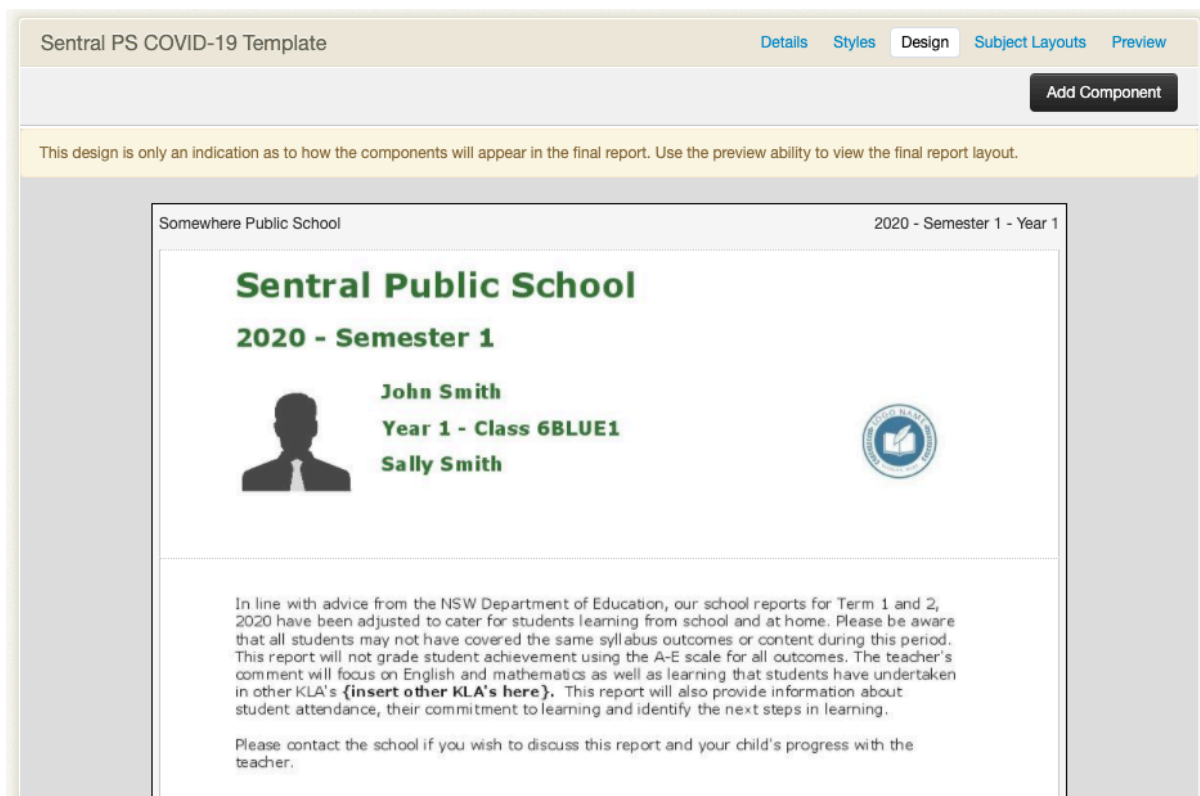 Sentral PS COVID-19 Template
Details Styles Design Subject Layouts Preview
Add Component
This design is only an indication as to how the components will appear in the final report. Use the preview ability to view the final report layout.
Somewhere Public School 2020 - Semester 1 - Year 1
Sentral Public School
2020 - Semester 1
John Smith
Year 1 - Class 6BLUE1
Sally Smith
LOGO NAME
In line with advice from the NSW Department of Education, our school reports for Term 1 and 2,
2020 have been adjusted to cater for students learning from school and at home. Please be aware
that all students may not have covered the same syllabus outcomes or content during this period.
This report will not grade student achievement using the A-E scale for all outcomes. The teacher's
comment will focus on English and mathematics as well as learning that students have undertaken
in other KLA's {insert other KLA's here}. This report will also provide information about
student attendance, their commitment to learning and identify the next steps in learning.
Please contact the school if you wish to discuss this report and your child's progress with the
teacher.